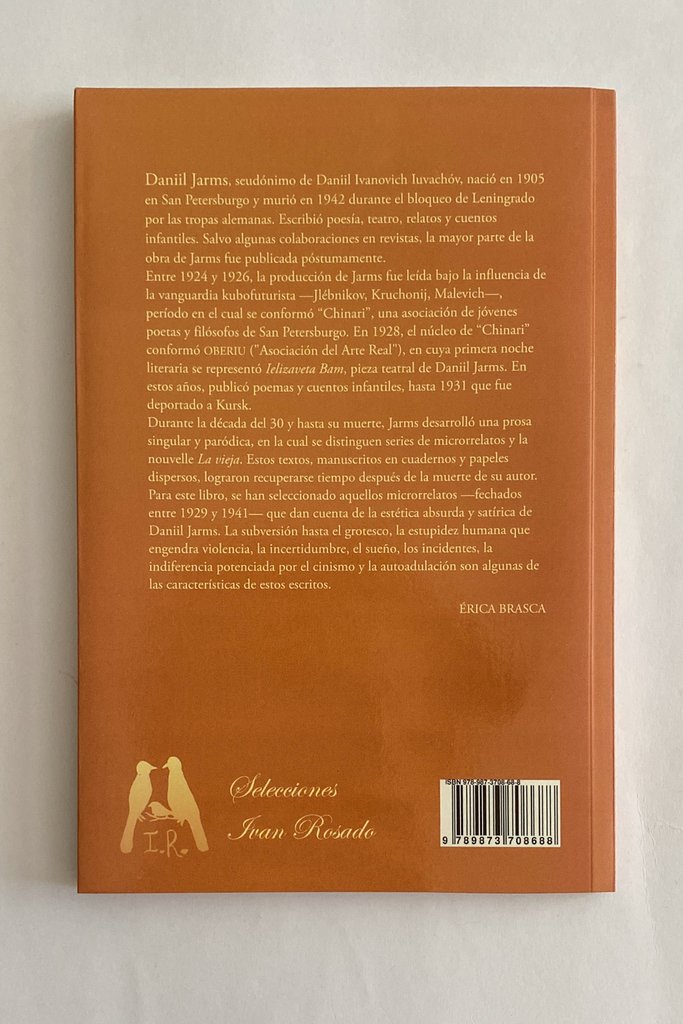 Daniil Jarms, seudónimo de Daniil Ivanovich Iuvachóv, nació en 1905
en San Petersburgo y murió en 1942 durante el bloqueo de Leningrado
por las tropas alemanas. Escribió poesía, teatro, relatos y cuentos
infantiles. Salvo algunas colaboraciones en revistas, la mayor parte de la
obra de Jarms fue publicada póstumamente.
Entre 1924 y 1926, la producción de Jarms fue leída bajo la influencia de
la vanguardia kubofuturista —Jlébnikov, Kruchonij, Malevich—,
período en el cual se conformó “Chinari”, una asociación de jóvenes
poetas y filósofos de San Petersburgo. En 1928, el núcleo de “Chinari”
conformó OBERIU ("Asociación del Arte Real"), en cuya primera noche
literaria se representó Ielizaveta Bam, pieza teatral de Daniil Jarms. En
estos años, publicó poemas y cuentos infantiles, hasta 1931 que fue
deportado a Kursk.
Durante la década del 30 y hasta su muerte, Jarms desarrolló una prosa
singular y paródica, en la cual se distinguen series de microrrelatos y la
nouvelle La vieja. Estos textos, manuscritos en cuadernos y papeles
dispersos, lograron recuperarse tiempo después de la muerte de su autor.
Para este libro, se han seleccionado aquellos microrrelatos —fechados
entre 1929 y 1941— que dan cuenta de la estética absurda y satírica de
Daniil Jarms. La subversión hasta el grotesco, la estupidez humana que
engendra violencia, la incertidumbre, el sueño, los incidentes, la
indiferencia potenciada por el cinismo y la autoadulación son algunas de
las características de estos escritos.
ÉRICA BRASCA
I.R.
Selecciones
Ivan Rosado
ISBN 978-987-3708-68-8
9 789873 708688